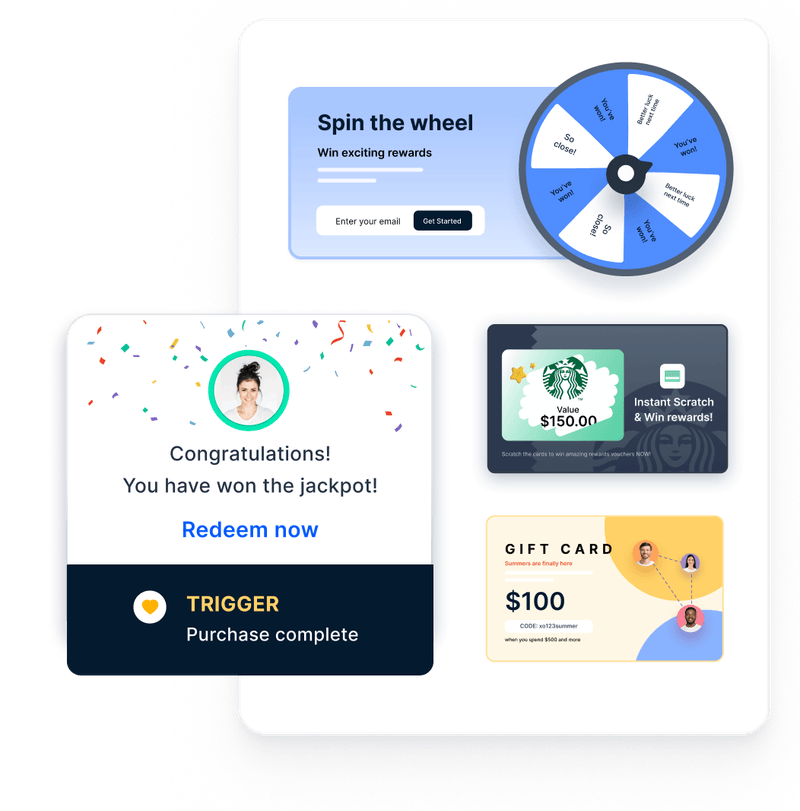 Spin the wheel
Win exciting rewards
Enter your email
Get Started
Better luck
next time
You've
won!
Better luck
next time
You've
won!
So
close!
You've
won!
So
close!
You've
won!
Congratulations!
You have won the jackpot!
Redeem now
TRIGGER
Purchase complete
TM
Value
$150.00
Instant Scratch
& Win rewards!
Scratch the cards to win amazing rewards vouchers NOW!
GIFT CARD
Summers are finally here
$100
CODE: xo123summer
when you spend $500 and more